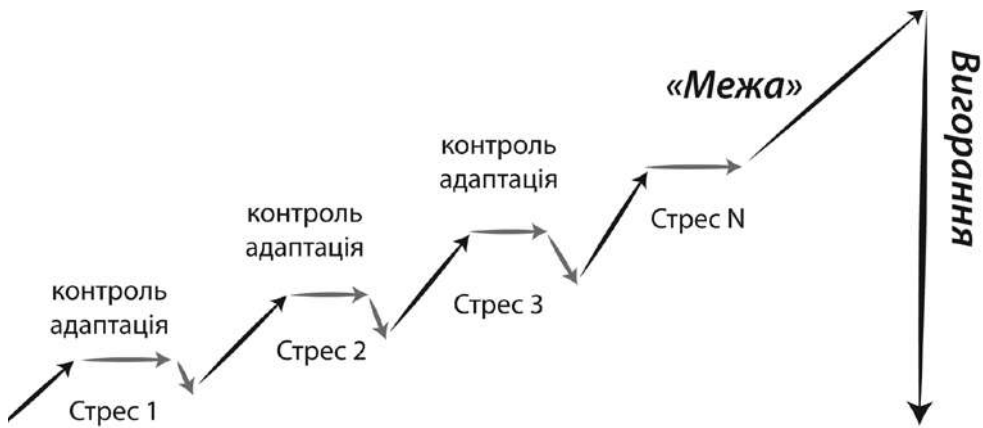 «Межа»
Вигорання
контроль
адаптація
Стрес N
контроль
адаптація
Стрес 3
контроль
адаптація
Стрес 2
Стрес 1